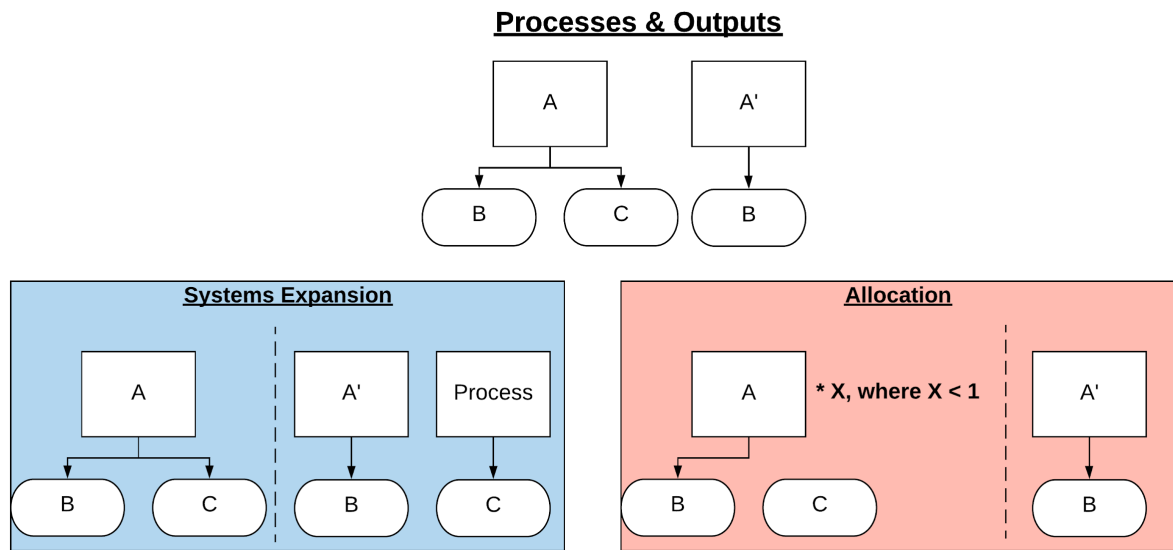 Processes & Outputs
A
A'
B
C
B
Systems Expansion
A
A'
Process
B
C
B
C
Allocation
A
* X, where X < 1
A'
B
C
B